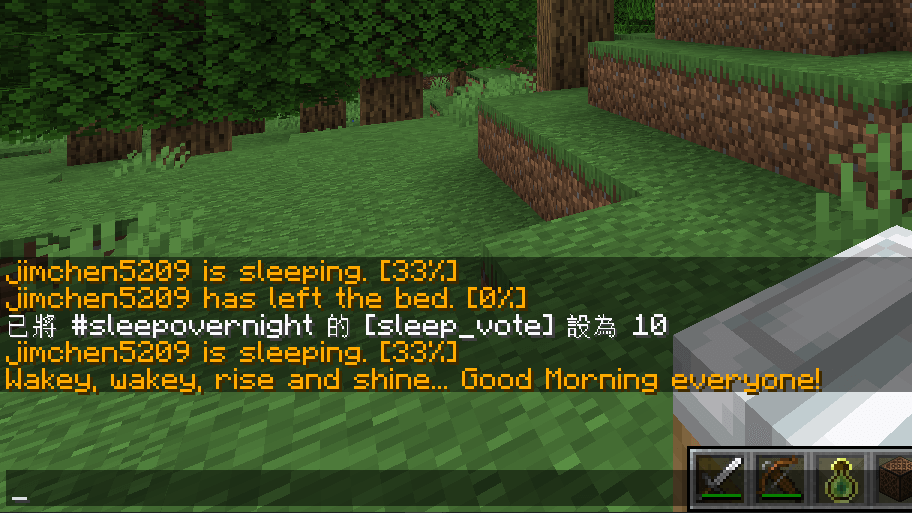 jimchen5209 is sleeping. [33%]
jimchen5209 has left the bed. [0%]
已將 #sleepovernight 的 [sleep_vote] 設為 10
jimchen5209 is sleeping. [33%]
Wakey, wakey, rise and shine... Good Morning everyone!
_